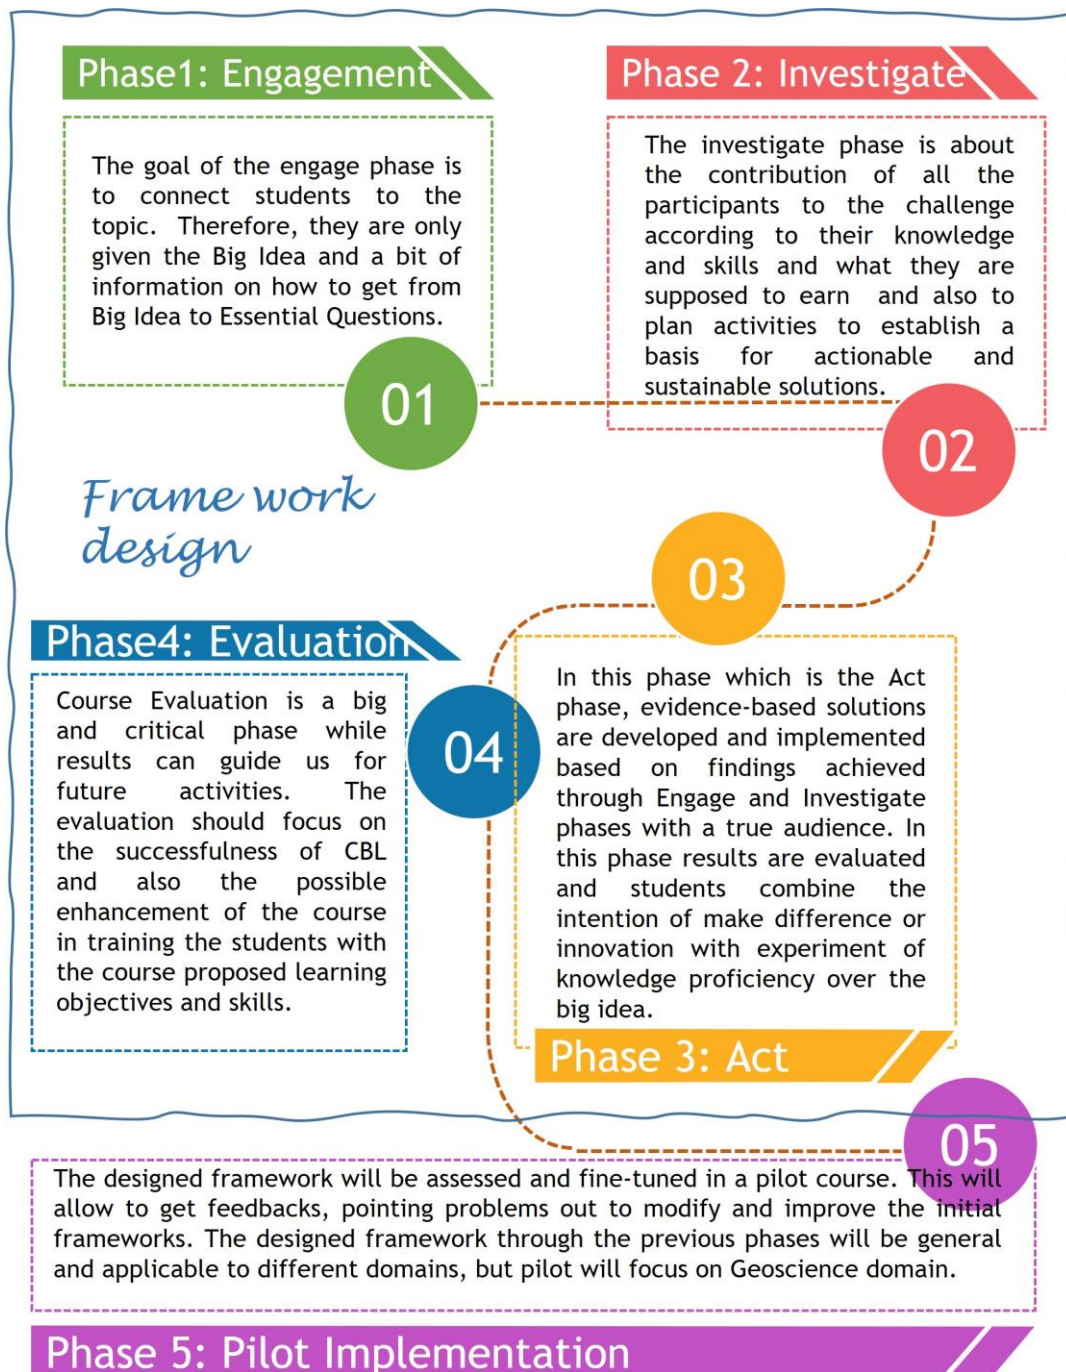 Phase1: Engagement
The goal of the engage phase is
to connect students to the
topic. Therefore, they are only
given the Big Idea and a bit of
information on how to get from
Big Idea to Essential Questions.
01
Phase 2: Investigate
The investigate phase is about
the contribution of all the
participants to the challenge
according to their knowledge
and skills and what they are
supposed to earn and also to
plan activities to establish a
basis for actionable and
sustainable solutions.
02
Frame work
design
03
In this phase which is the Act
phase, evidence-based solutions
are developed and implemented
based on findings achieved
through Engage and Investigate
phases with a true audience. In
this phase results are evaluated
and students combine the
intention of make difference or
innovation with experiment of
knowledge proficiency over the
big idea.
Phase 3: Act
Phase4: Evaluation
Course Evaluation is a big
and critical phase while
results can guide us for
future activities. The
evaluation should focus on
the successfulness of CBL
and also the possible
enhancement of the course
in training the students with
the course proposed learning
objectives and skills.
04
05
The designed framework will be assessed and fine-tuned in a pilot course. This will
allow to get feedbacks, pointing problems out to modify and improve the initial
frameworks. The designed framework through the previous phases will be general
and applicable to different domains, but pilot will focus on Geoscience domain.
Phase 5: Pilot Implementation